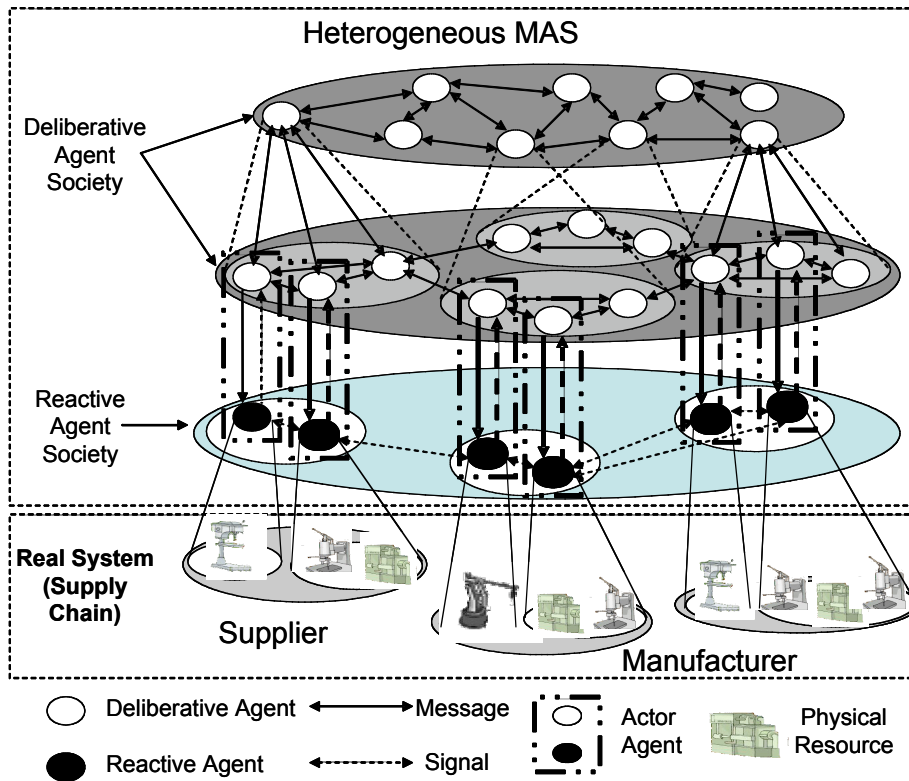 Heterogeneous MAS
Deliberative
Agent
Society
Reactive
Agent
Society
Real System
(Supply
Chain)
Supplier
Manufacturer
Deliberative Agent
Message
Actor
Agent
Physical
Resource
Reactive Agent
Signal